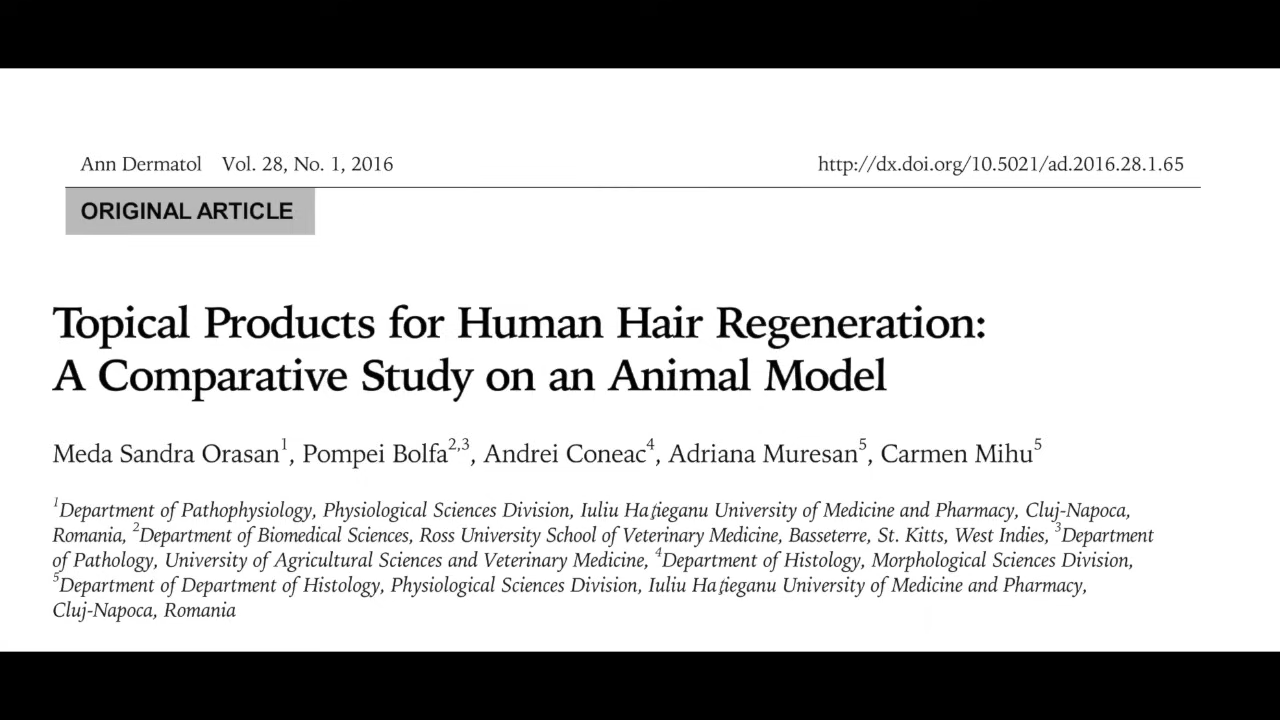 Ann Dermatol Vol. 28, No. 1, 2016
http://dx.doi.org/10.5021/ad.2016.28.1.65
ORIGINAL ARTICLE
Topical Products for Human Hair Regeneration:
A Comparative Study on an Animal Model
Meda Sandra Orasan1, Pompei Bolfa2,3, Andrei Coneac4, Adriana Muresan5, Carmen Mihu5
1Department of Pathophysiology, Physiological Sciences Division, Iuliu Haţieganu University of Medicine and Pharmacy, Cluj-Napoca,
Romania, 2Department of Biomedical Sciences, Ross University School of Veterinary Medicine, Basseterre, St. Kitts, West Indies, 3Department
of Pathology, University of Agricultural Sciences and Veterinary Medicine, 4Department of Histology, Morphological Sciences Division,
5Department of Department of Histology, Physiological Sciences Division, Iuliu Haţieganu University of Medicine and Pharmacy,
Cluj-Napoca, Romania